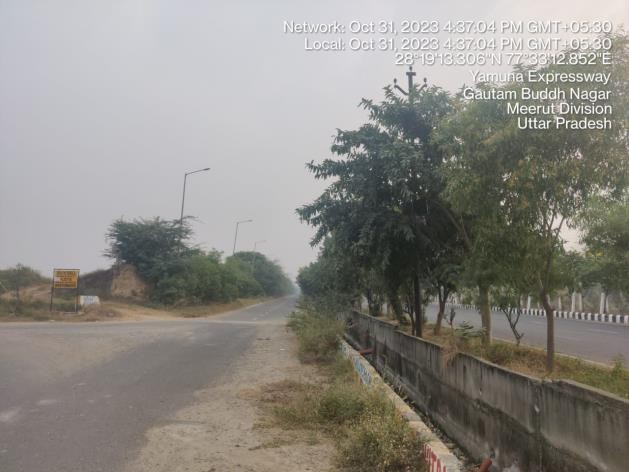 Network: Oct 31, 2023 4:37:04 PM GMT+05:30
Local: Oct 31, 2023 4:37:04 PM GMT+05:30
28°19'13.306"N 77°33'12.852"E
Yamuna Expressway
Gautam Buddh Nagar
Meerut Division
Uttar Pradesh